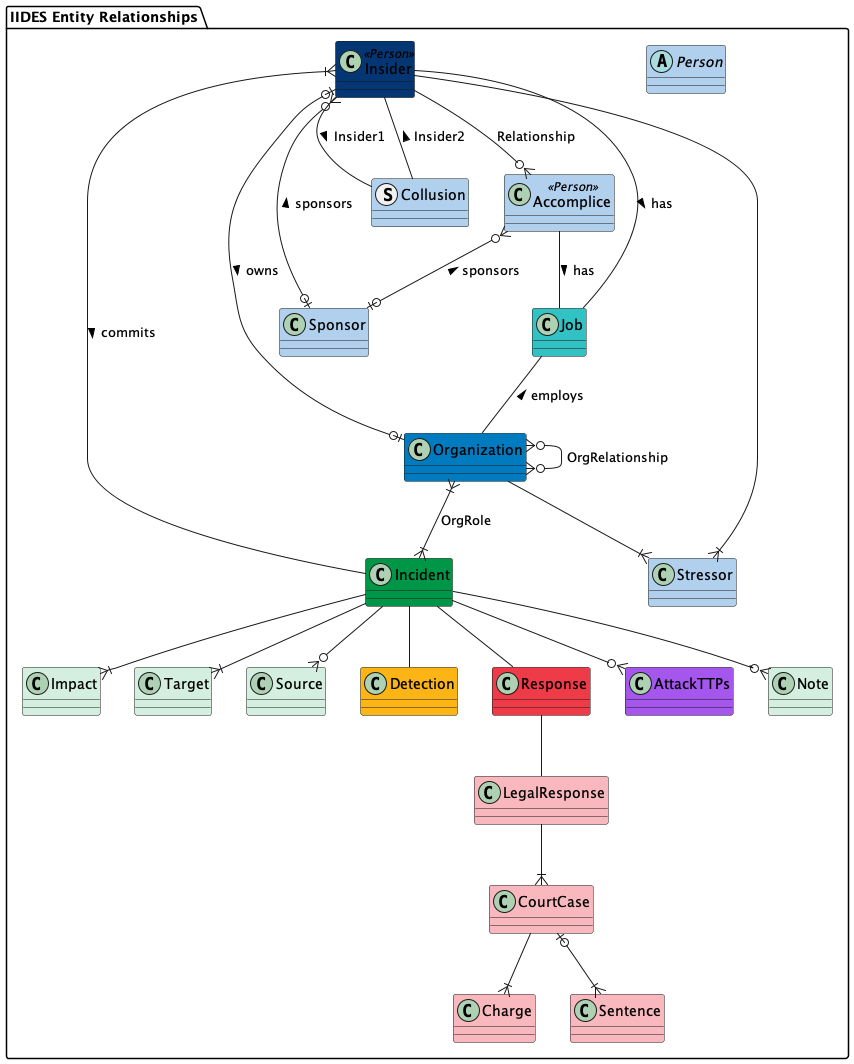 IIDES Entity Relationships
C «Person»
Insider
A Person
Insider1
Insider2
Relationship
S Collusion
C «Person»
Accomplice
sponsors
has
owns
sponsors
has
C Sponsor
C Job
commits
employs
C Organization
OrgRelationship
OrgRole
C Incident
C Stressor
C Impact
C Target
C Source
C Detection
C Response
C AttackTTPs
C Note
C LegalResponse
C CourtCase
C Charge
C Sentence